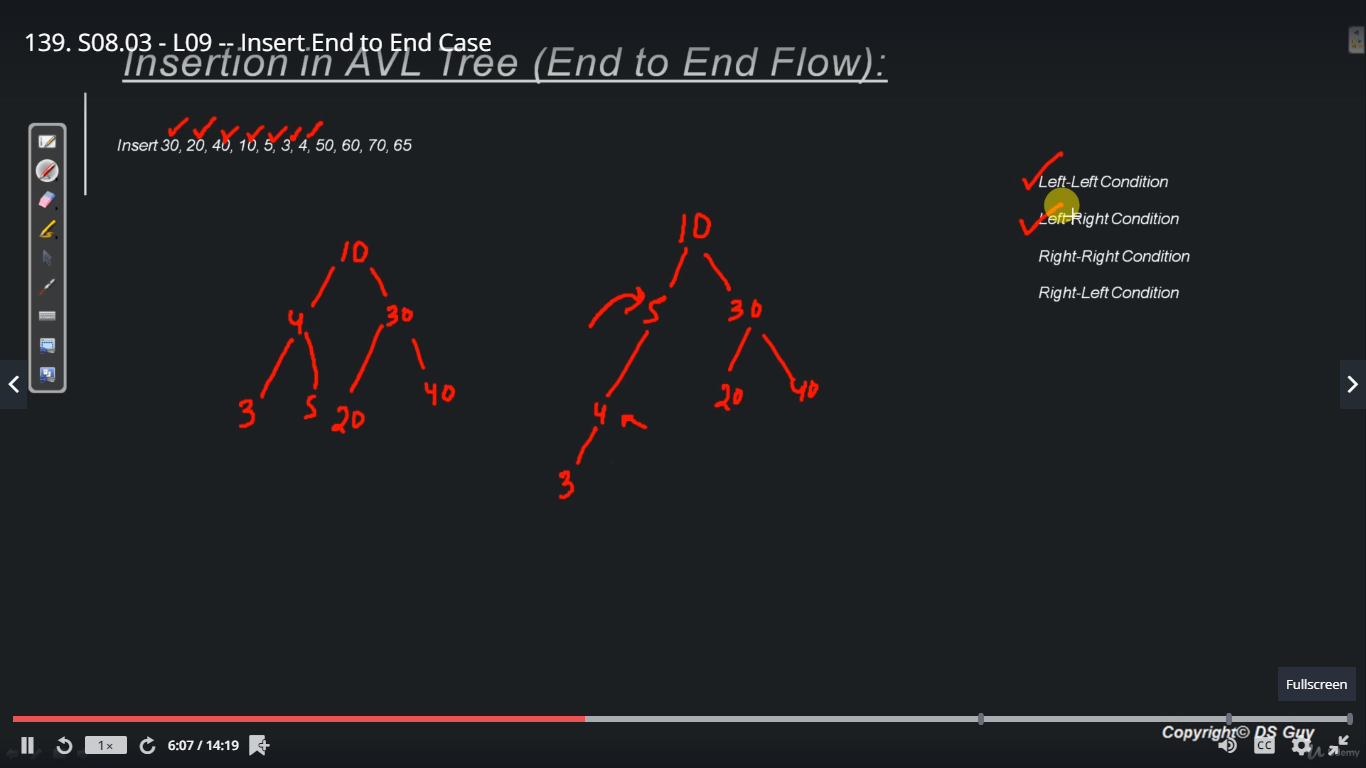 139. S08.03 - L09 -- Insert End to End Case
Insertion in AVL Tree (End to End Flow):
Insert 30, 20, 40, 10, 5, 3, 4, 50, 60, 70, 65
Left-Left Condition
Left-Right Condition
Right-Right Condition
Right-Left Condition
10
4 30
3 5 20 40
10
5 30
4 20 40
3
Fullscreen
Copyright© DS Guy
1x 6:07 / 14:19 CC